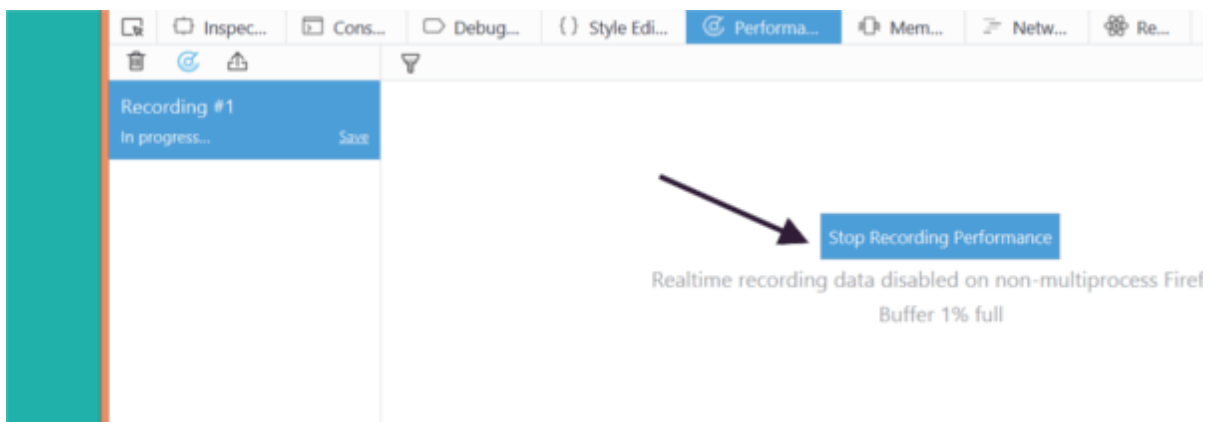 Inspec... Cons... Debug... { } Style Edi... Performa... Mem... Netw... Re...
Recording #1
In progress... Save
Stop Recording Performance
Realtime recording data disabled on non-multiprocess Firef
Buffer 1% full